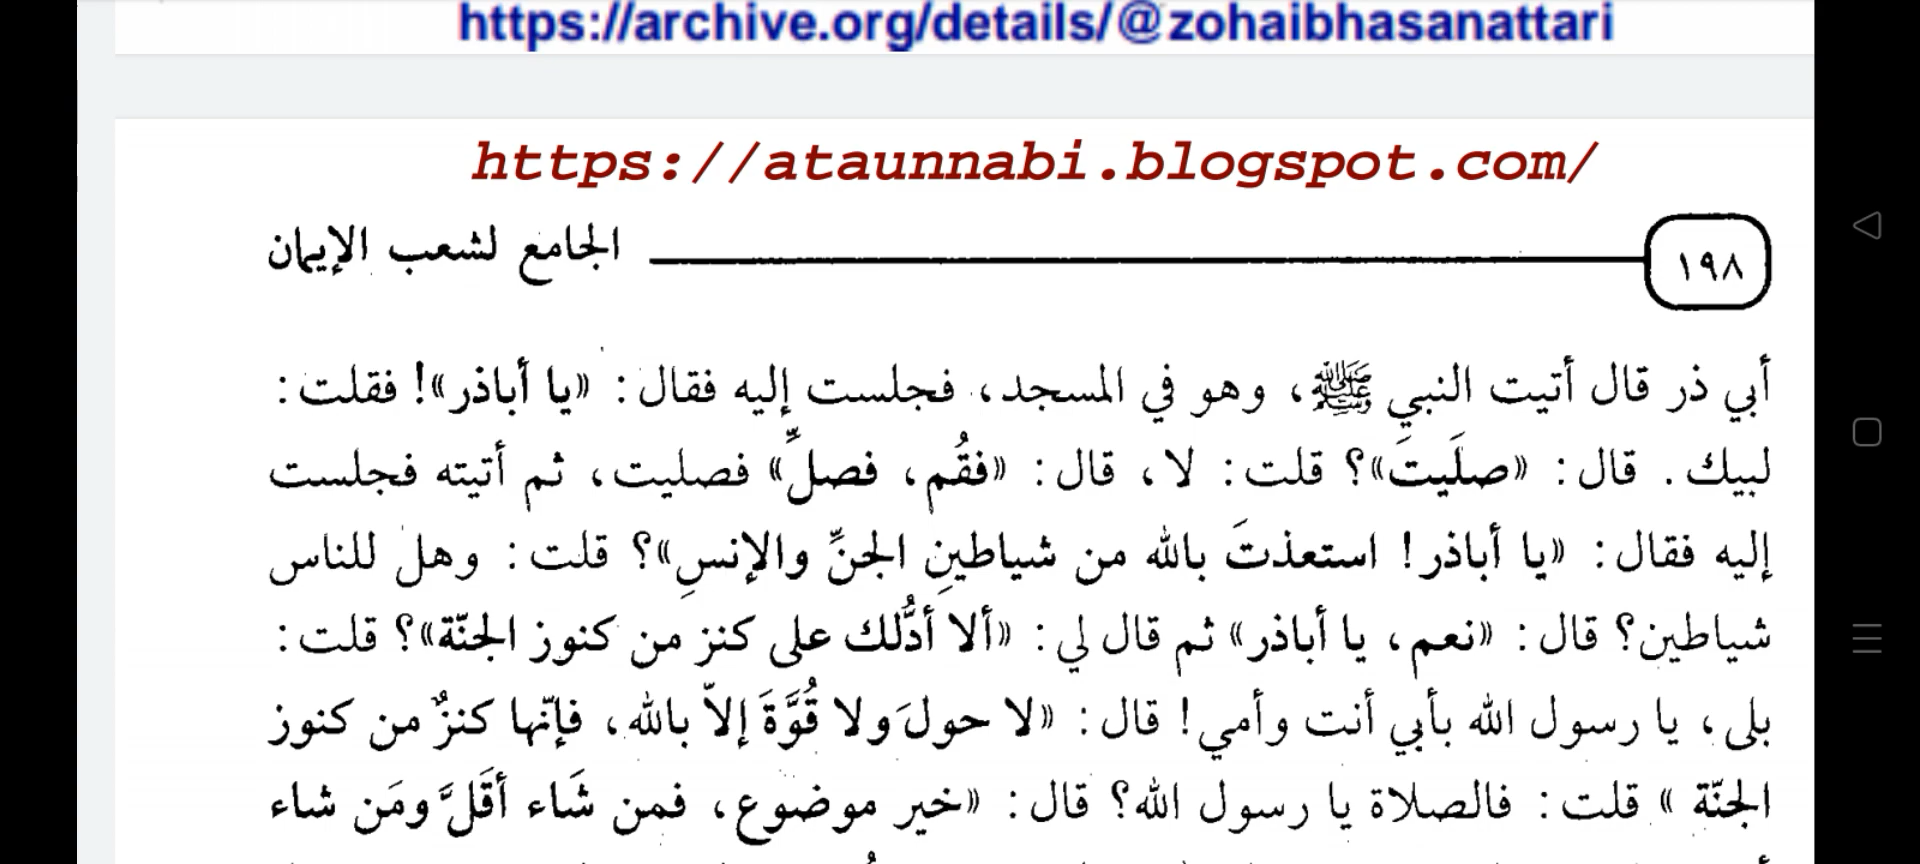 https://archive.org/details/@zohaibhasanattari
https://ataunnabi.blogspot.com/
١٩٨ الجامع لشعب الإيمان
أبي ذر قال أتيت النبي ﷺ، وهو في المسجد، فجلست إليه فقال: «يا أباذر»! فقلت:
لبيك. قال: «صلَيتَ»؟ قلت: لا، قال: «فقُم، فصلِّ» فصليت، ثم أتيته فجلست
إليه فقال: «يا أباذر! استعذتَ بالله من شياطينِ الجنِّ والإنسِ»؟ قلت: وهل للناس
شياطين؟ قال: «نعم، يا أباذر» ثم قال لي: «ألا أدُّلك على كنز من كنوز الجنّة»؟ قلت:
بلى، يا رسول الله بأبي أنت وأمي! قال: «لا حولَ ولا قُوَّةَ إلاّ بالله، فإنّها كنزٌ من كنوز
الجنّة» قلت: فالصلاة يا رسول الله؟ قال: «خير موضوع، فمن شَاء أقَلَّ ومَن شاء